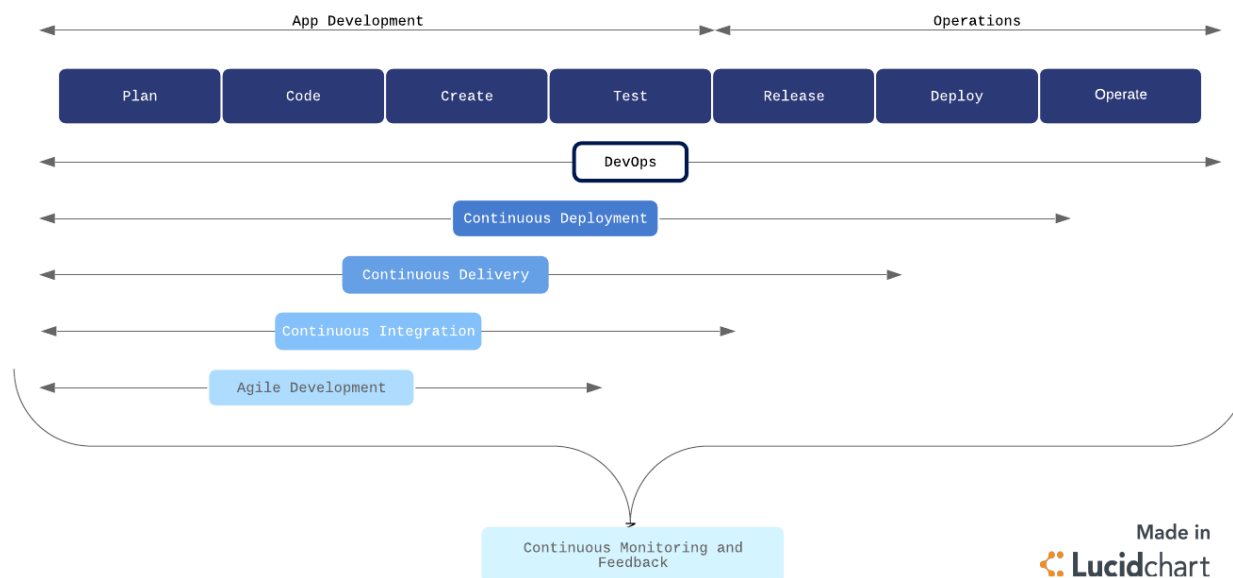 App Development
Operations
Plan
Code
Create
Test
Release
Deploy
Operate
DevOps
Continuous Deployment
Continuous Delivery
Continuous Integration
Agile Development
Continuous Monitoring and
Feedback
Made in
Lucidchart